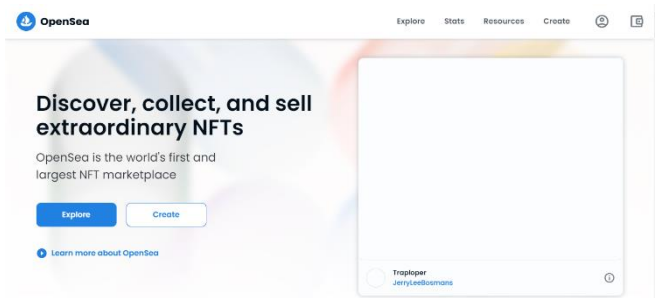 OpenSea
Explore Stats Resources Create
Discover, collect, and sell
extraordinary NFTs
OpenSea is the world's first and
largest NFT marketplace
Explore Create
Learn more about OpenSea
Traploper
JerryLeeBosmans